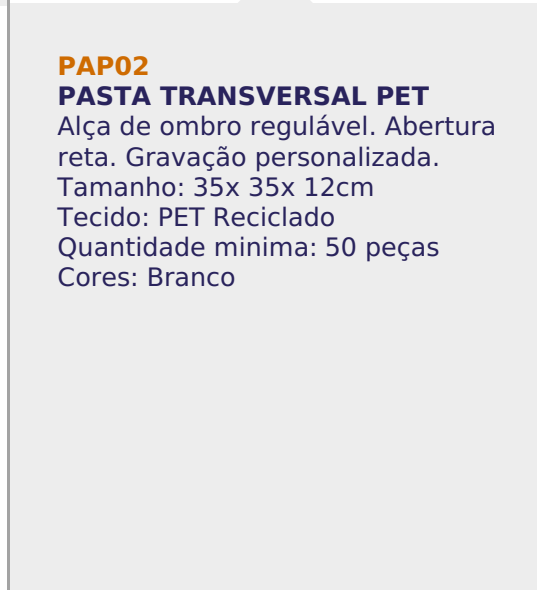 PAP02
PASTA TRANSVERSAL PET
Alça de ombro regulável. Abertura
reta. Gravação personalizada.
Tamanho: 35x 35x 12cm
Tecido: PET Reciclado
Quantidade minima: 50 peças
Cores: Branco